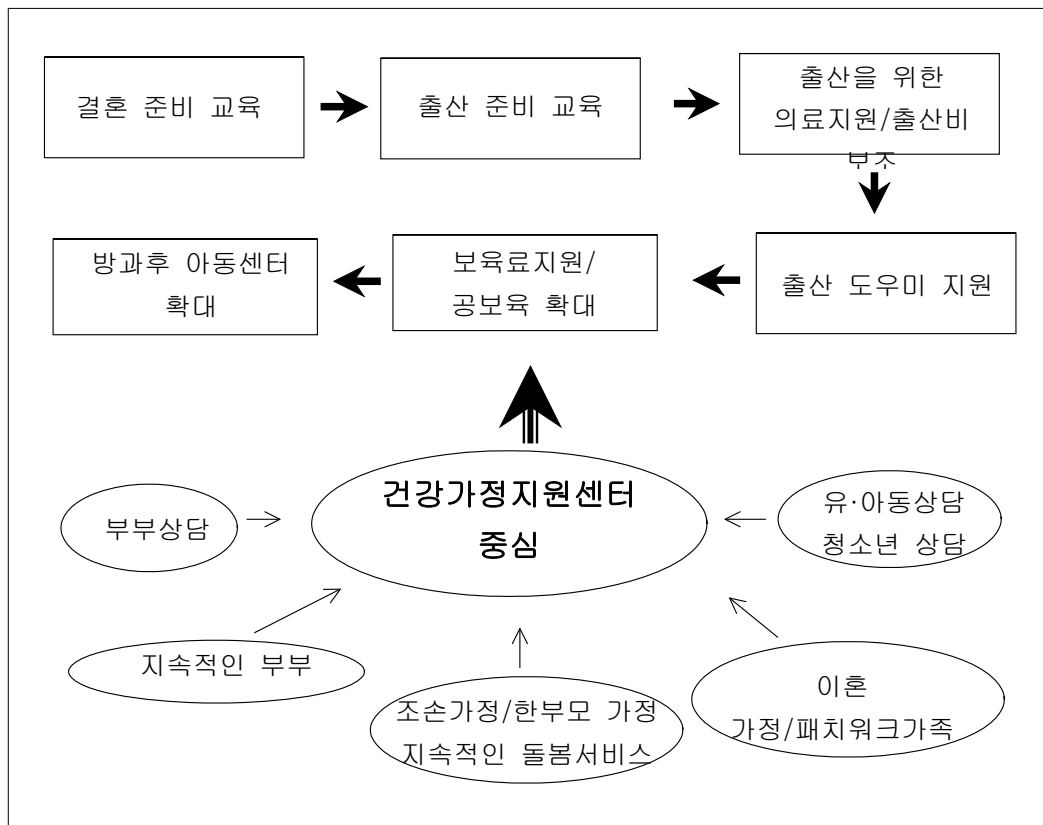 결혼 준비 교육
출산 준비 교육
출산을 위한
의료지원/출산비
부조
방과후 아동센터
확대
보육료지원/
공보육 확대
출산 도우미 지원
건강가정지원센터
중심
부부상담
유·아동상담
청소년 상담
지속적인 부부
조손가정/한부모 가정
지속적인 돌봄서비스
이혼
가정/패치워크가족